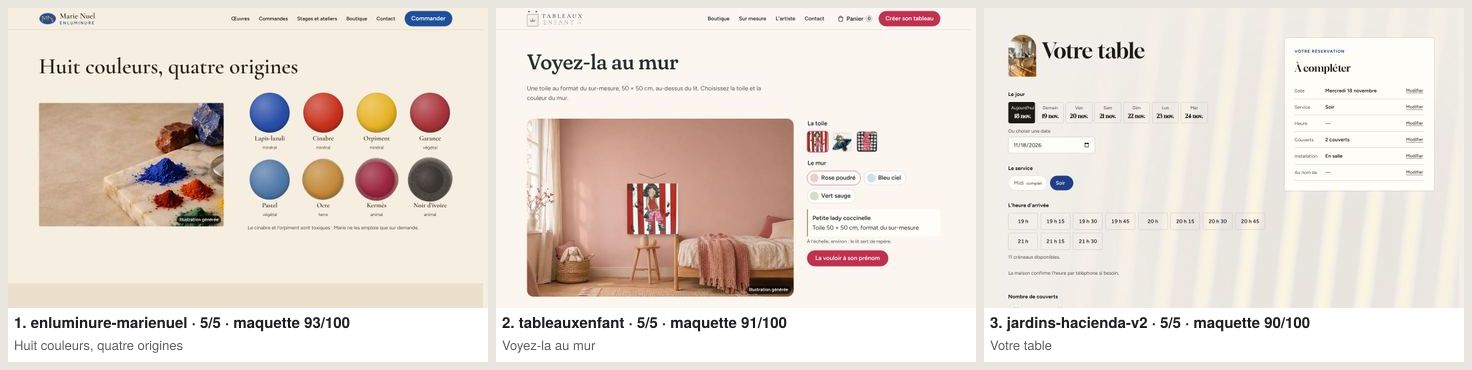 Marie Nuel
ENLUMINURE
Œuvres Commandes Stages et ateliers Boutique Contact Commander
Huit couleurs, quatre origines
Lapis-lazuli Cinabre Orpiment Garance
minéral minéral minéral végétal
Pastel Ocre Kermès Noir d'ivoire
végétal terre animal animal
Illustration générée
Le cinabre et l'orpiment sont toxiques : Marie ne les emploie que sur demande.
1. enluminure-marienuel · 5/5 · maquette 93/100
Huit couleurs, quatre origines
TABLEAUX
ENFANT
Boutique Sur mesure L'artiste Contact Panier 0 Créer son tableau
Voyez-la au mur
Une toile au format du sur-mesure, 50 × 50 cm, au-dessus du lit. Choisissez la toile et la
couleur du mur.
La toile
Le mur
Rose poudré Bleu ciel
Vert sauge
Petite lady coccinelle
Toile 50 × 50 cm, format du sur-mesure
À l'échelle, environ : le lit sert de repère.
La vouloir à son prénom
Illustration générée
2. tableauxenfant · 5/5 · maquette 91/100
Voyez-la au mur
Votre table
Le jour
Aujourd'hui Demain Ven Sam Dim Lun Mar
18 nov. 19 nov. 20 nov. 21 nov. 22 nov. 23 nov. 24 nov.
Ou choisir une date
11/18/2026
Le service
Midi complet Soir
L'heure d'arrivée
19 h 19 h 15 19 h 30 19 h 45 20 h 20 h 15 20 h 30 20 h 45
21 h 21 h 15 21 h 30
11 créneaux disponibles.
La maison confirme l'heure par téléphone si besoin.
Nombre de couverts
VOTRE RÉSERVATION
À compléter
Date Mercredi 18 novembre Modifier
Service Soir Modifier
Heure — Modifier
Couverts 2 couverts Modifier
Installation En salle Modifier
Au nom de — Modifier
3. jardins-hacienda-v2 · 5/5 · maquette 90/100
Votre table